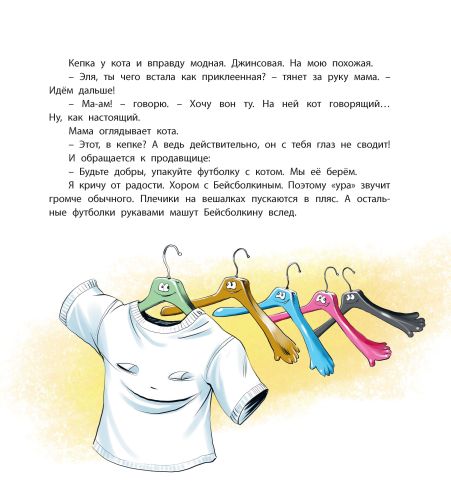 Кепка у кота и вправду модная. Джинсовая. На мою похожая.
– Эля, ты чего встала как приклеенная? – тянет за руку мама. –
Идём дальше!
– Ма-ам! – говорю. – Хочу вон ту. На ней кот говорящий…
Ну, как настоящий.
Мама оглядывает кота.
– Этот, в кепке? А ведь действительно, он с тебя глаз не сводит!
И обращается к продавщице:
– Будьте добры, упакуйте футболку с котом. Мы её берём.
Я кричу от радости. Хором с Бейсболкиным. Поэтому «ура» звучит
громче обычного. Плечики на вешалках пускаются в пляс. А осталь-
ные футболки рукавами машут Бейсболкину вслед.